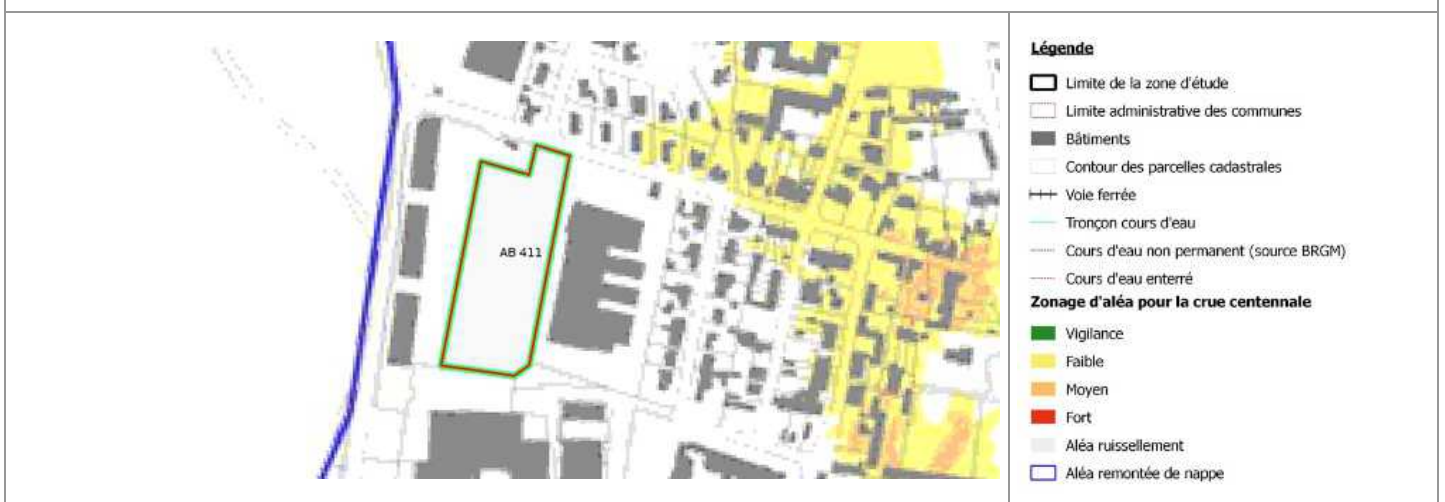 AB 411
Légende
Limite de la zone d'étude
Limite administrative des communes
Bâtiments
Contour des parcelles cadastrales
Voie ferrée
Tronçon cours d'eau
Cours d'eau non permanent (source BRGM)
Cours d'eau enterré
Zonage d'aléa pour la crue centennale
Vigilance
Faible
Moyen
Fort
Aléa ruissellement
Aléa remontée de nappe